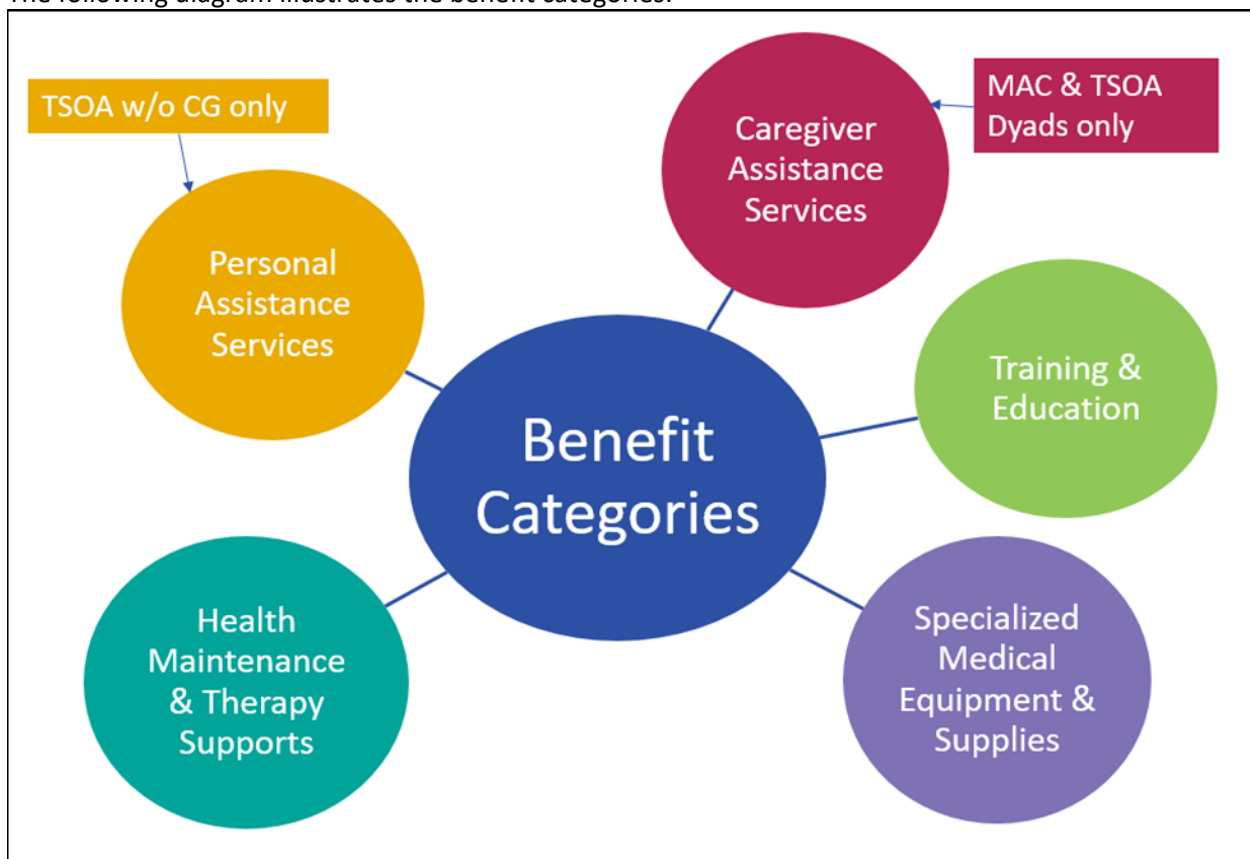 The following diagram illustrates the benefit categories.
TSOA w/o CG only
MAC & TSOA
Dyads only
Caregiver
Assistance
Services
Personal
Assistance
Services
Training &
Education
Benefit
Categories
Health
Maintenance
& Therapy
Supports
Specialized
Medical
Equipment &
Supplies